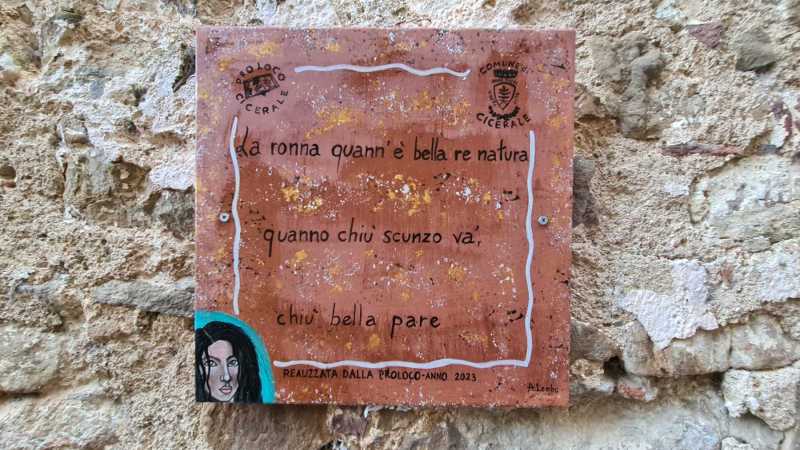 PROLOCO
CICERALE
COMUNE DI
CICERALE
La ronna quann'è bella re natura
quanno chiù scunzo va',
chiù bella pare
REALIZZATA DALLA PROLOCO-ANNO 2023
A. Lembo